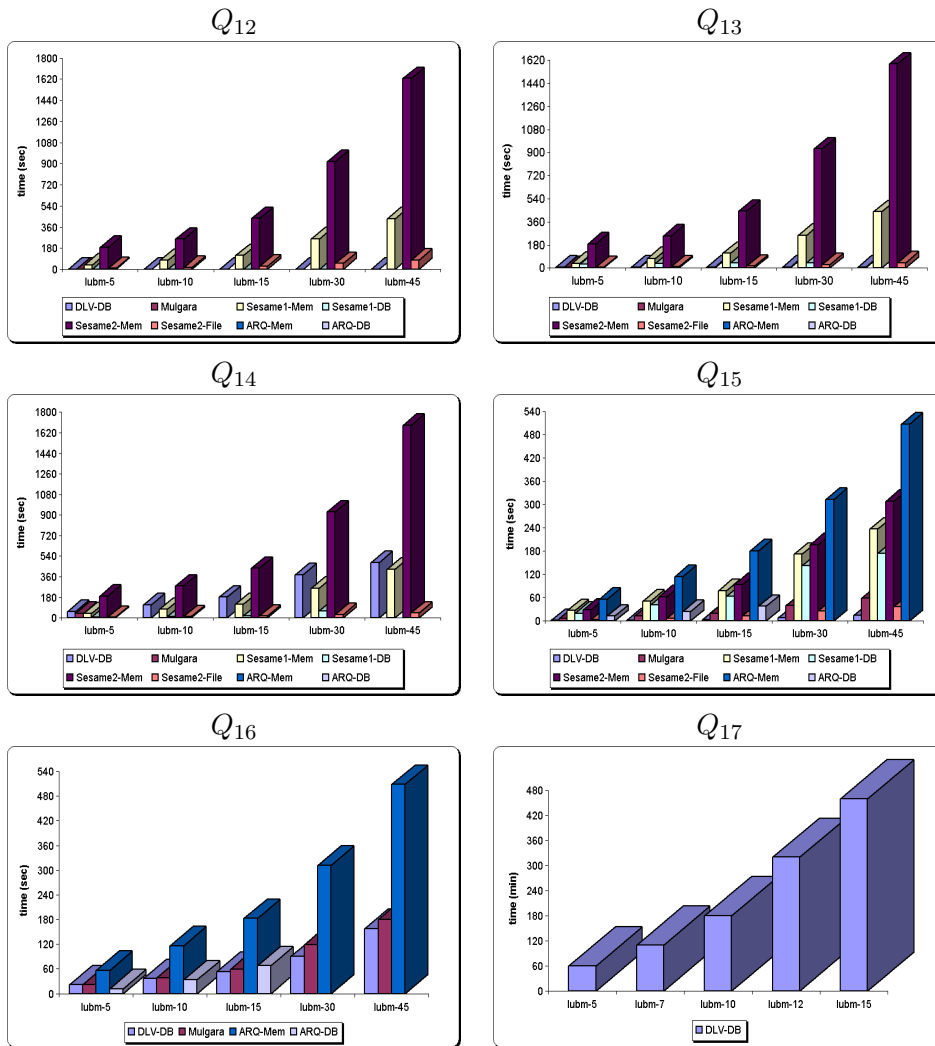 Q12
Q13
1800
1620
1440
1260
1080
900
720
540
360
180
0
time (sec)
lubm-5 lubm-10 lubm-15 lubm-30 lubm-45
DLV-DB Mulgara Sesame1-Mem Sesame1-DB
Sesame2-Mem Sesame2-File ARQ-Mem ARQ-DB
1620
1440
1260
1080
900
720
540
360
180
0
time (sec)
lubm-5 lubm-10 lubm-15 lubm-30 lubm-45
DLV-DB Mulgara Sesame1-Mem Sesame1-DB
Sesame2-Mem Sesame2-File ARQ-Mem ARQ-DB
Q14
Q15
1800
1620
1440
1260
1080
900
720
540
360
180
0
time (sec)
lubm-5 lubm-10 lubm-15 lubm-30 lubm-45
DLV-DB Mulgara Sesame1-Mem Sesame1-DB
Sesame2-Mem Sesame2-File ARQ-Mem ARQ-DB
540
480
420
360
300
240
180
120
60
0
time (sec)
lubm-5 lubm-10 lubm-15 lubm-30 lubm-45
DLV-DB Mulgara Sesame1-Mem Sesame1-DB
Sesame2-Mem Sesame2-File ARQ-Mem ARQ-DB
Q16
Q17
540
480
420
360
300
240
180
120
60
0
time (sec)
lubm-5 lubm-10 lubm-15 lubm-30 lubm-45
DLV-DB Mulgara ARQ-Mem ARQ-DB
480
420
360
300
240
180
120
60
0
time (min)
lubm-5 lubm-7 lubm-10 lubm-12 lubm-15
DLV-DB